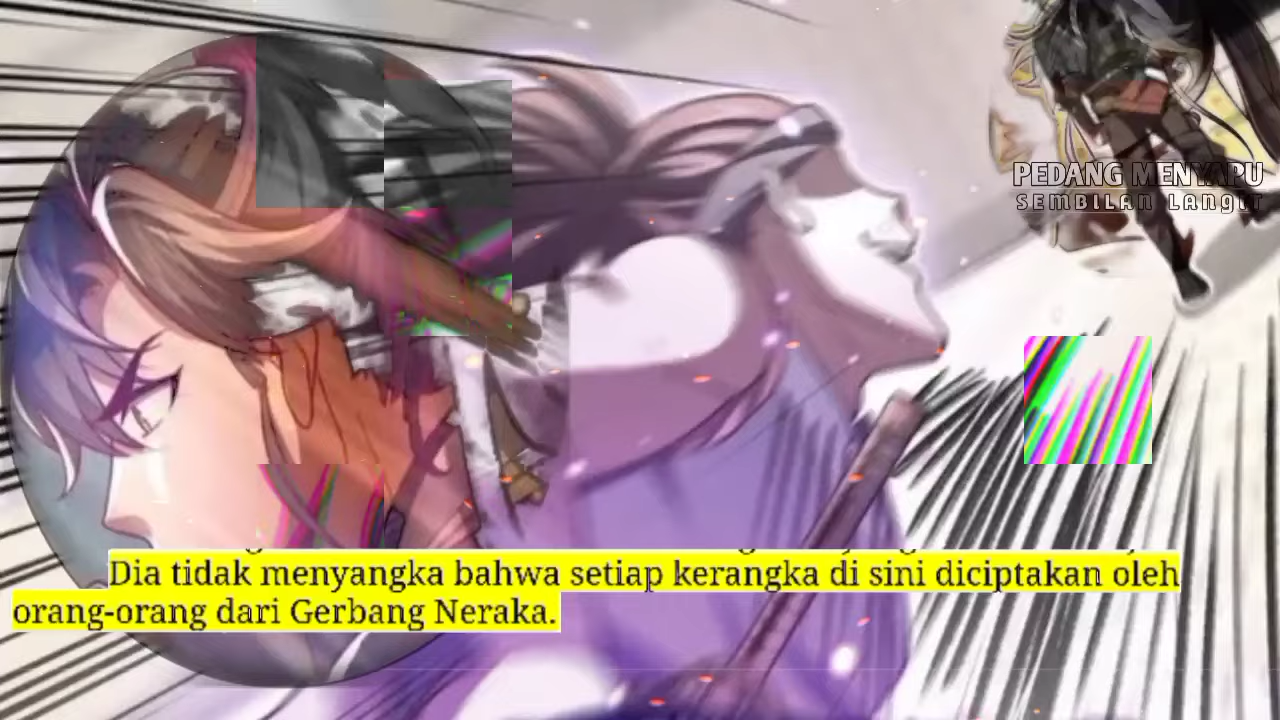 PEDANG MENYAPU
SEMBILAN LANGIT
Dia tidak menyangka bahwa setiap kerangka di sini diciptakan oleh
orang-orang dari Gerbang Neraka.